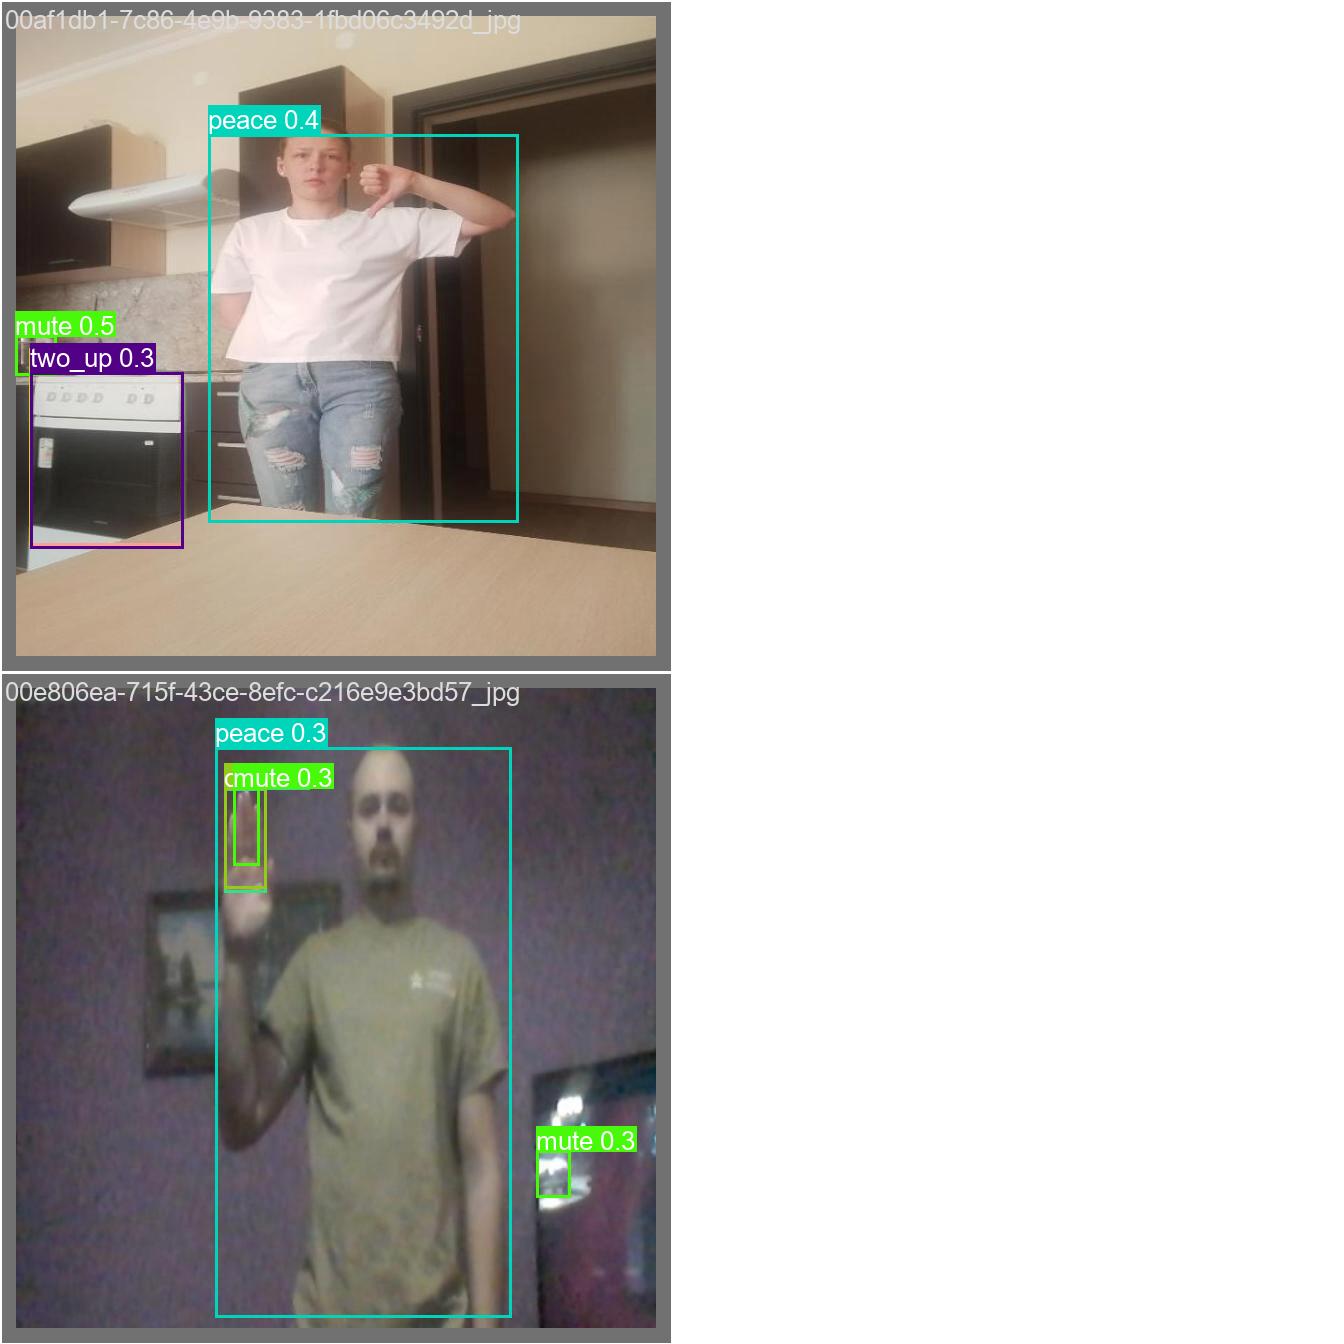 00af1db1-7c86-4e9b-9383-1fbd06c3492d_jpg
peace 0.4
mute 0.5
two_up 0.3
00e806ea-715f-43ce-8efc-c216e9e3bd57_jpg
peace 0.3
mute 0.3
mute 0.3